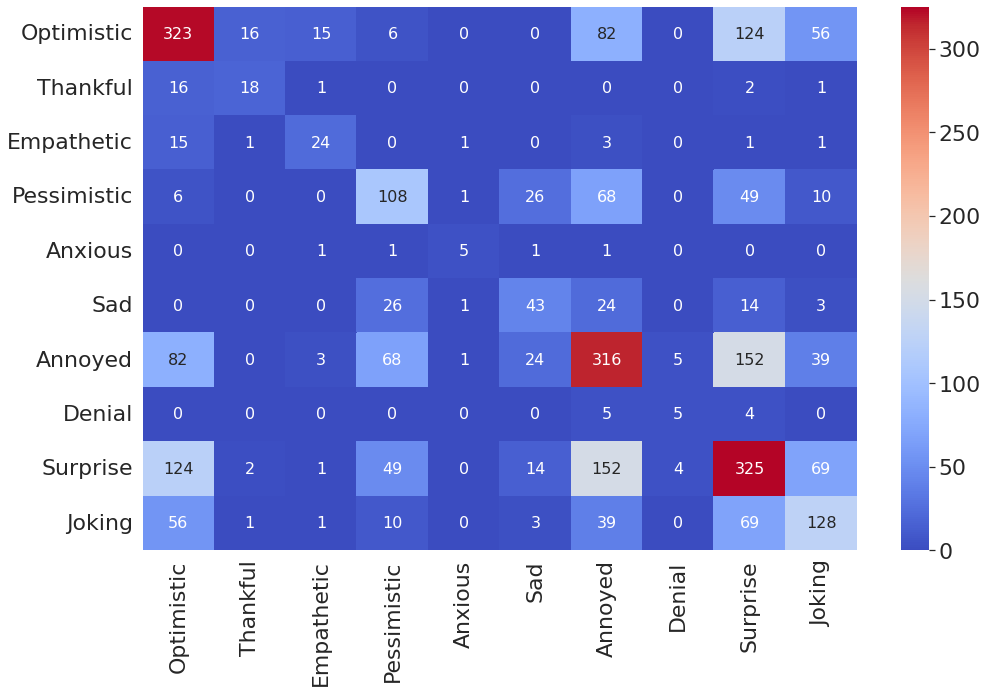 Optimistic 323 16 15 6 0 0 82 0 124 56
Thankful 16 18 1 0 0 0 0 0 2 1
Empathetic 15 1 24 0 1 0 3 0 1 1
Pessimistic 6 0 0 108 1 26 68 0 49 10
Anxious 0 0 1 1 5 1 1 0 0 0
Sad 0 0 0 26 1 43 24 0 14 3
Annoyed 82 0 3 68 1 24 316 5 152 39
Denial 0 0 0 0 0 0 5 5 4 0
Surprise 124 2 1 49 0 14 152 4 325 69
Joking 56 1 1 10 0 3 39 0 69 128
Optimistic Thankful Empathetic Pessimistic Anxious Sad Annoyed Denial Surprise Joking
300
250
200
150
100
50
0